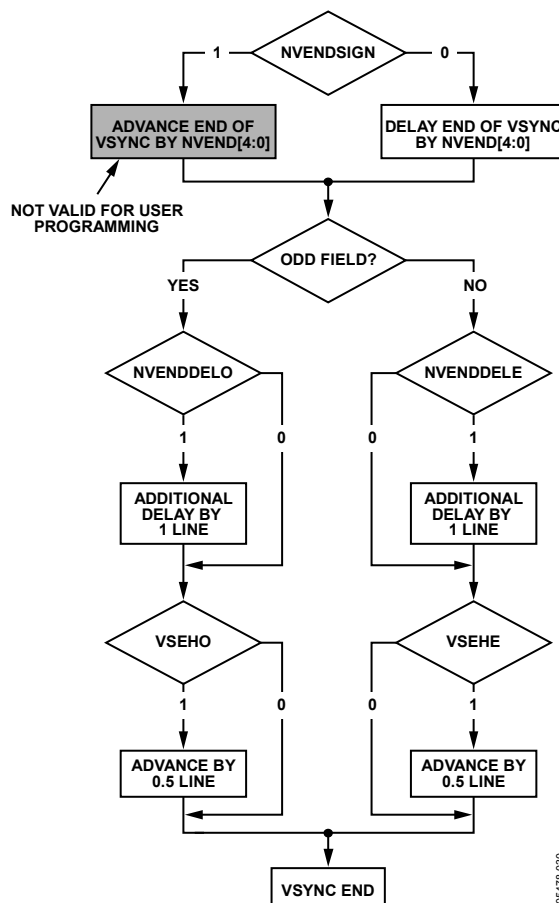 NVENDSIGN
1
0
ADVANCE END OF
VSYNC BY NVEND[4:0]
DELAY END OF VSYNC
BY NVEND[4:0]
NOT VALID FOR USER
PROGRAMMING
ODD FIELD?
YES
NO
NVENDDELO
NVENDDELE
1
0
0
1
ADDITIONAL
DELAY BY
1 LINE
ADDITIONAL
DELAY BY
1 LINE
VSEHO
VSEHE
1
0
0
1
ADVANCE BY
0.5 LINE
ADVANCE BY
0.5 LINE
VSYNC END